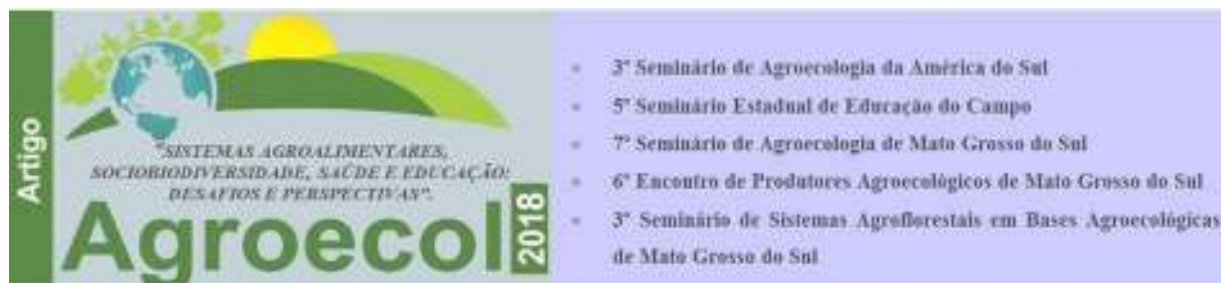 Artigo
"SISTEMAS AGROALIMENTARES,
SOCIOBIODIVERSIDADE, SAÚDE E EDUCAÇÃO:
DESAFIOS E PERSPECTIVAS".
Agroecol 2018
3º Seminário de Agroecologia da América do Sul
5º Seminário Estadual de Educação do Campo
7º Seminário de Agroecologia de Mato Grosso do Sul
6º Encontro de Produtores Agroecológicos de Mato Grosso do Sul
3º Seminário de Sistemas Agroflorestais em Bases Agroecológicas
de Mato Grosso do Sul